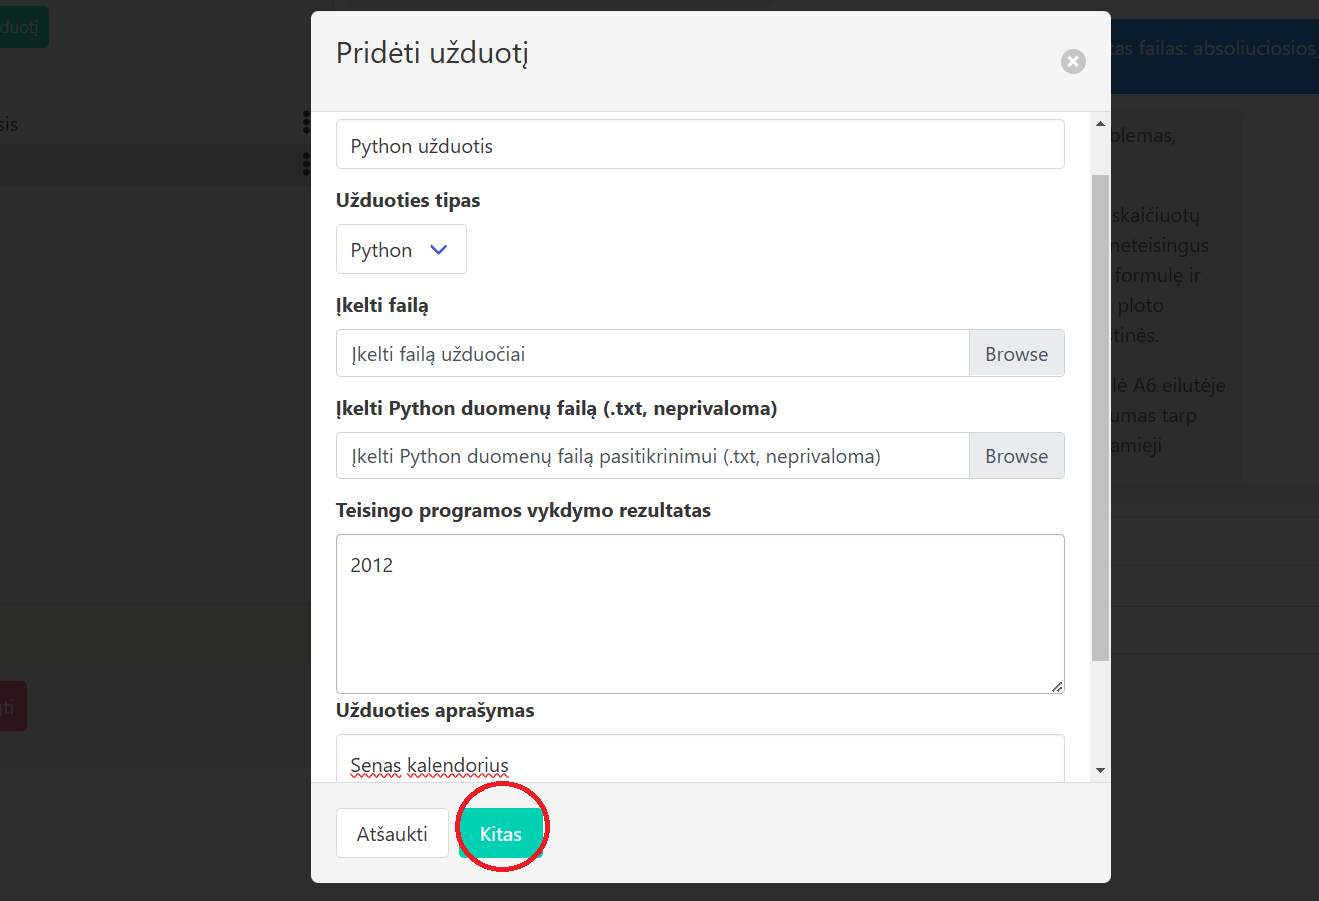 duotį
Pridėti užduotį
tas failas: absoliuciosios
sis
blemas,
Python užduotis
Užduoties tipas
skaičiuotų
Python
neteisingus
formulę ir
Įkelti failą
ploto
tinės.
Įkelti failą užduočiai
Browse
lė A6 eilutėje
Įkelti Python duomenų failą (.txt, neprivaloma)
umas tarp
amieji
Įkelti Python duomenų failą pasitikrinimui (.txt, neprivaloma)
Browse
Teisingo programos vykdymo rezultatas
2012
Užduoties aprašymas
ti
Senas kalendorius
Atšaukti
Kitas